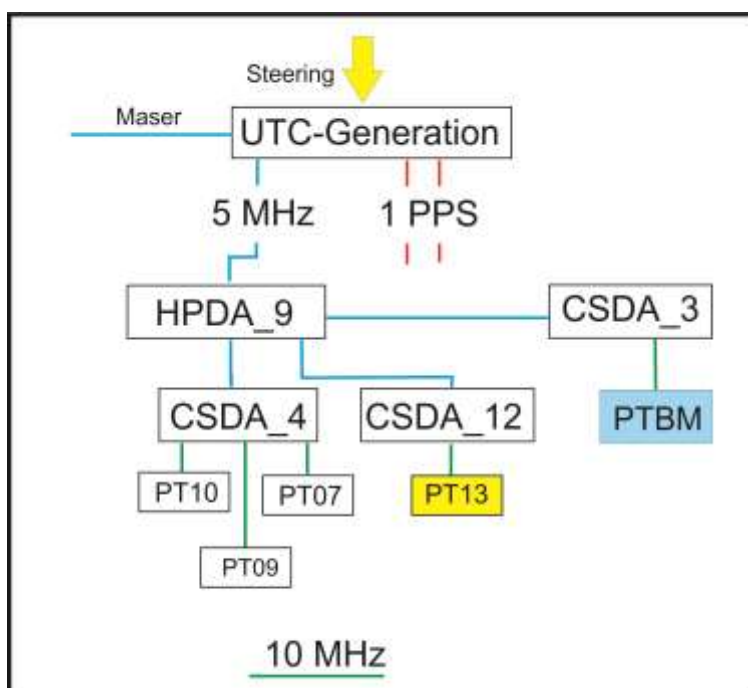 Steering
Maser
UTC-Generation
5 MHz
1 PPS
HPDA_9
CSDA_3
CSDA_4
CSDA_12
PTBM
PT10
PT07
PT13
PT09
10 MHz